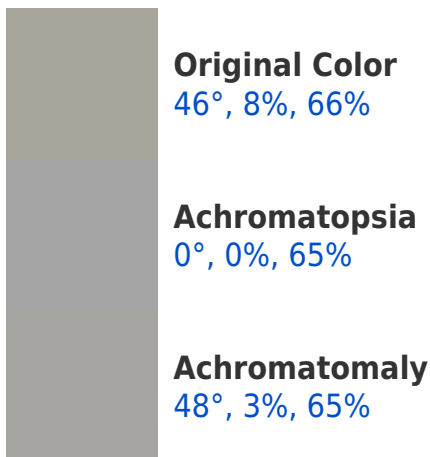 Original Color
46°, 8%, 66%
Achromatopsia
0°, 0%, 65%
Achromatomaly
48°, 3%, 65%